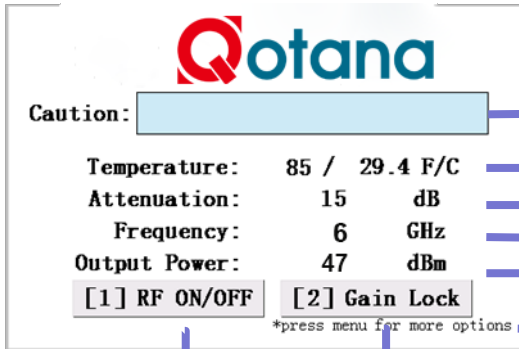 Qotana
Caution:
Temperature: 85 / 29.4 F/C
Attenuation: 15 dB
Frequency: 6 GHz
Output Power: 47 dBm
[1] RF ON/OFF [2] Gain Lock
*press menu for more options